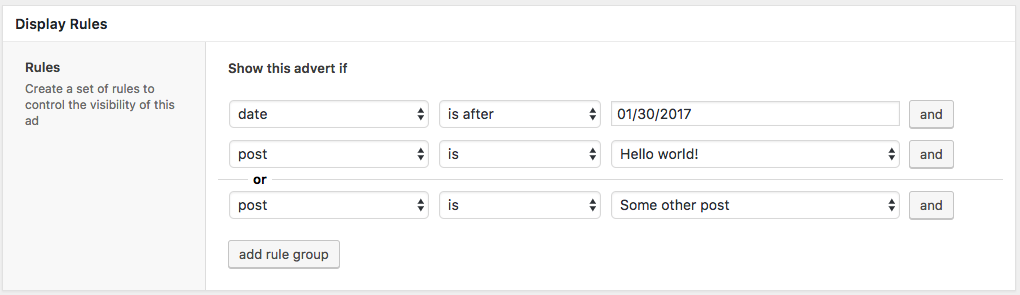 Display Rules
Rules
Create a set of rules to
control the visibility of this
ad
Show this advert if
date is after 01/30/2017 and
post is Hello world! and
or
post is Some other post and
add rule group